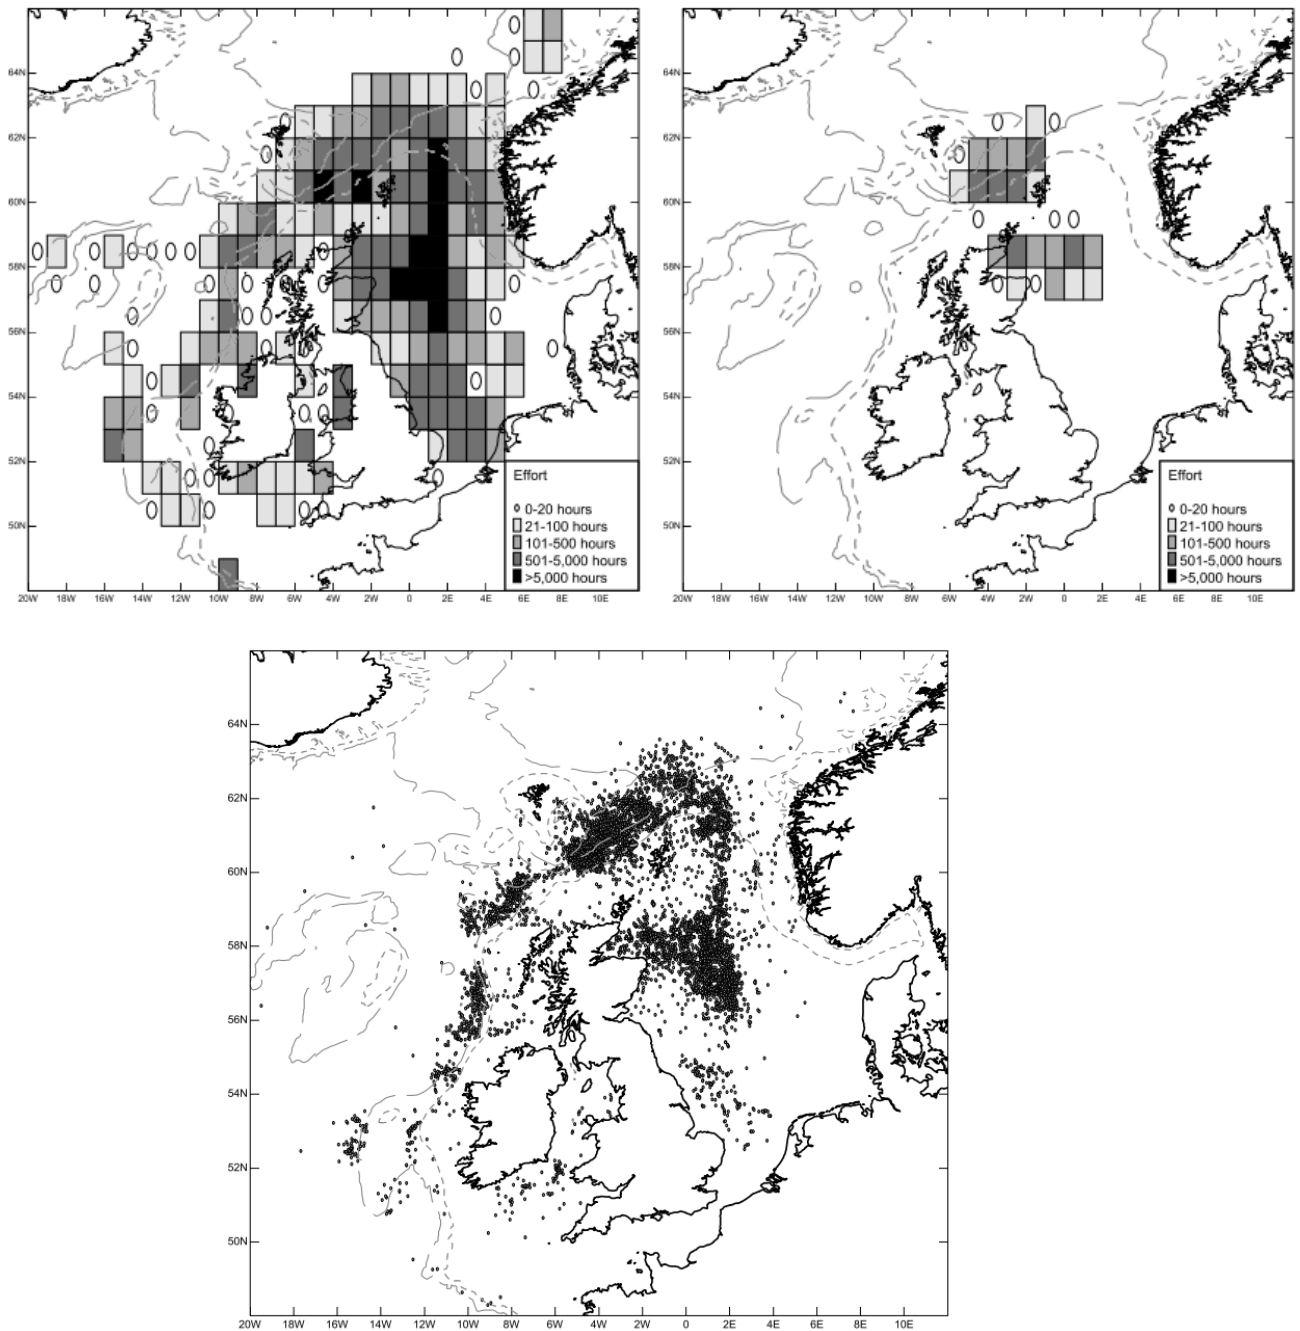 64N
62N
60N
58N
56N
54N
52N
50N
Effort
0-20 hours
21-100 hours
101-500 hours
501-5,000 hours
>5,000 hours
20W 18W 16W 14W 12W 10W 8W 6W 4W 2W 0 2E 4E 6E 8E 10E
64N
62N
60N
58N
56N
54N
52N
50N
Effort
0-20 hours
21-100 hours
101-500 hours
501-5,000 hours
>5,000 hours
20W 18W 16W 14W 12W 10W 8W 6W 4W 2W 0 2E 4E 6E 8E 10E
64N
62N
60N
58N
56N
54N
52N
50N
20W 18W 16W 14W 12W 10W 8W 6W 4W 2W 0 2E 4E 6E 8E 10E